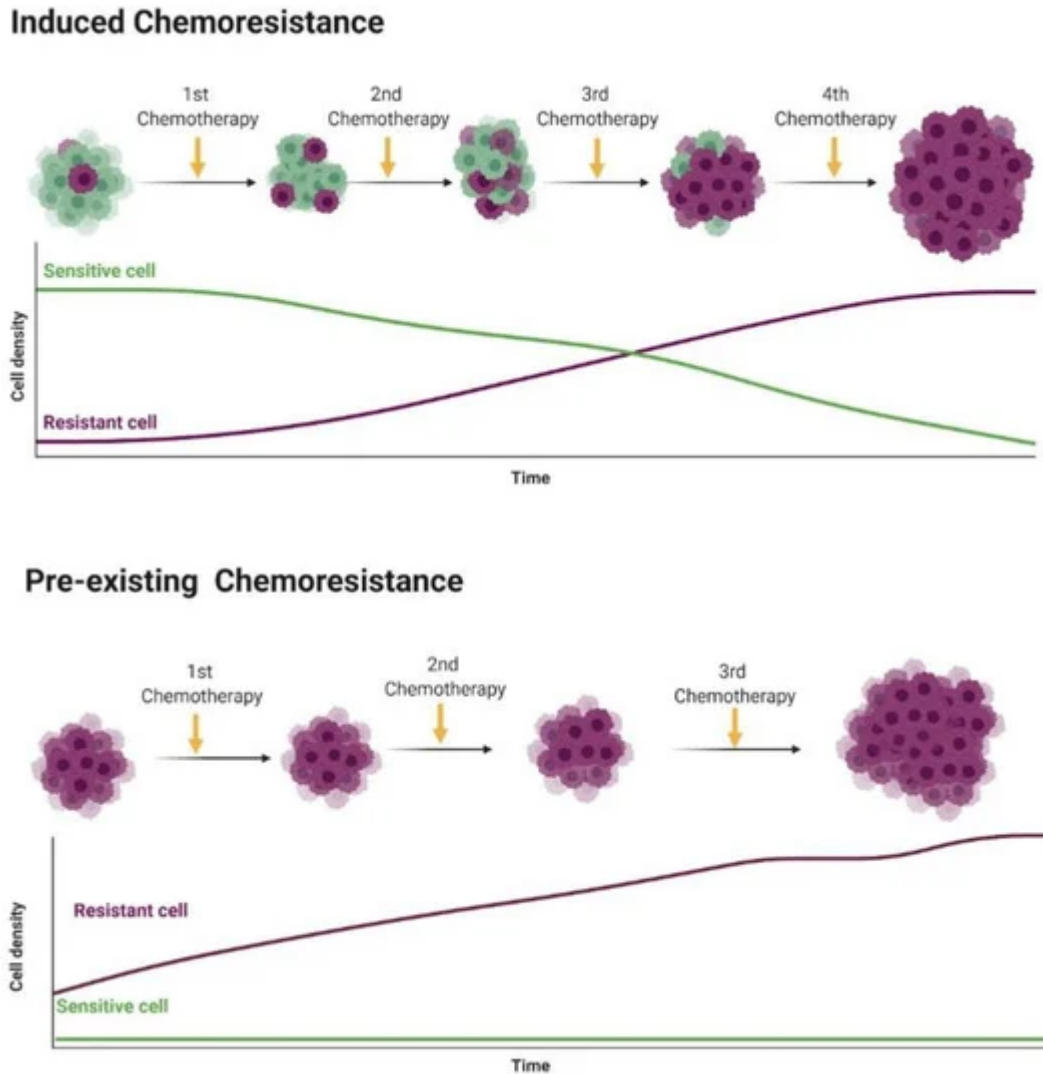 Induced Chemoresistance
1st
Chemotherapy
2nd
Chemotherapy
3rd
Chemotherapy
4th
Chemotherapy
Sensitive cell
Cell density
Resistant cell
Time
Pre-existing Chemoresistance
1st
Chemotherapy
2nd
Chemotherapy
3rd
Chemotherapy
Resistant cell
Cell density
Sensitive cell
Time